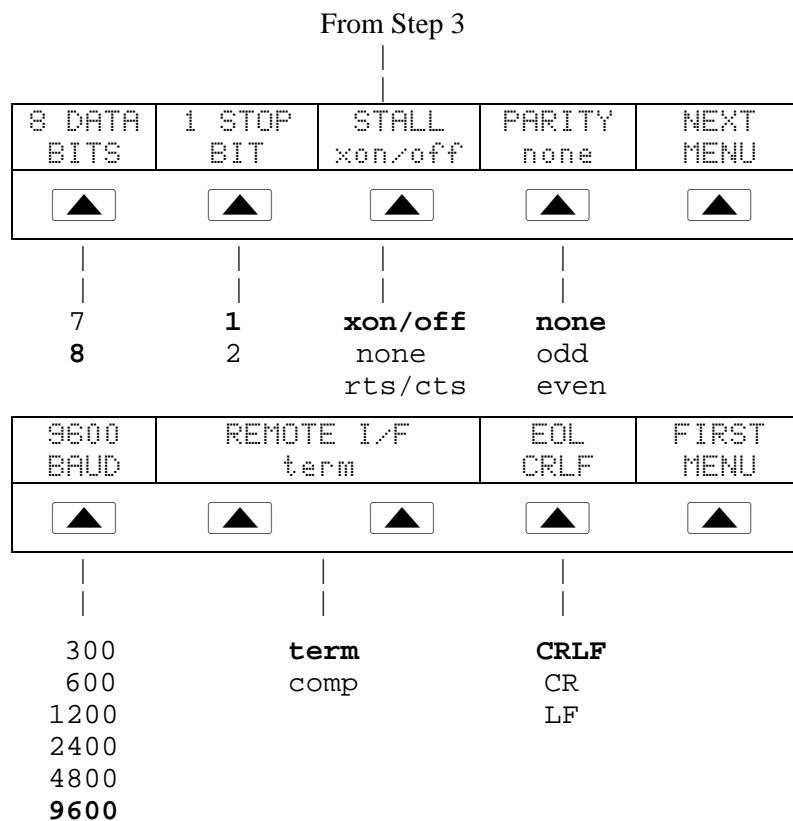 From Step 3
8 DATA 1 STOP STALL PARITY NEXT
BITS BIT xon/off none MENU
7 1 xon/off none
8 2 none odd
rts/cts even
9600 REMOTE I/F EOL FIRST
BAUD term CRLF MENU
300 term CRLF
600 comp CR
1200 LF
2400
4800
9600